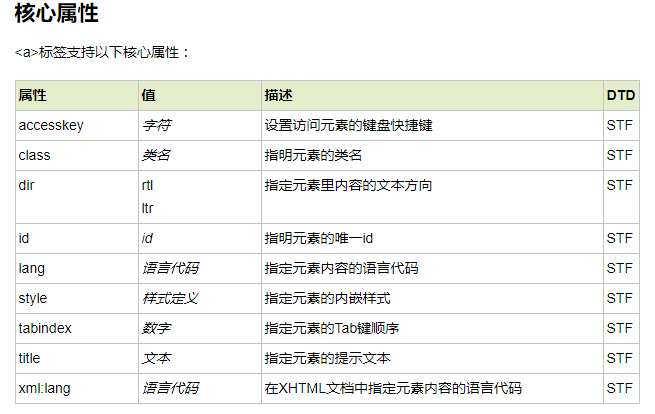 核心属性
<a>标签支持以下核心属性：
属性 值 描述 DTD
accesskey 字符 设置访问元素的键盘快捷键 STF
class 类名 指明元素的类名 STF
dir rtl 指定元素里内容的文本方向 STF
ltr
id id 指明元素的唯一id STF
lang 语言代码 指定元素内容的语言代码 STF
style 样式定义 指定元素的内嵌样式 STF
tabindex 数字 指定元素的Tab键顺序 STF
title 文本 指定元素的提示文本 STF
xml:lang 语言代码 在XHTML文档中指定元素内容的语言代码 STF